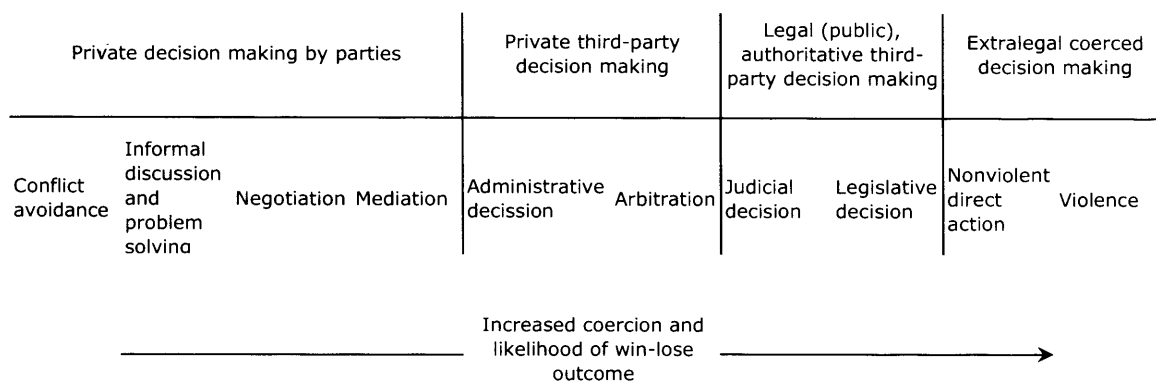 Private decision making by parties
Private third-party
decision making
Legal (public),
authoritative third-
party decision making
Extralegal coerced
decision making
Conflict
avoidance
Informal
discussion
and
problem
solving
Negotiation
Mediation
Administrative
decission
Arbitration
Judicial
decision
Legislative
decision
Nonviolent
direct
action
Violence
Increased coercion and
likelihood of win-lose
outcome